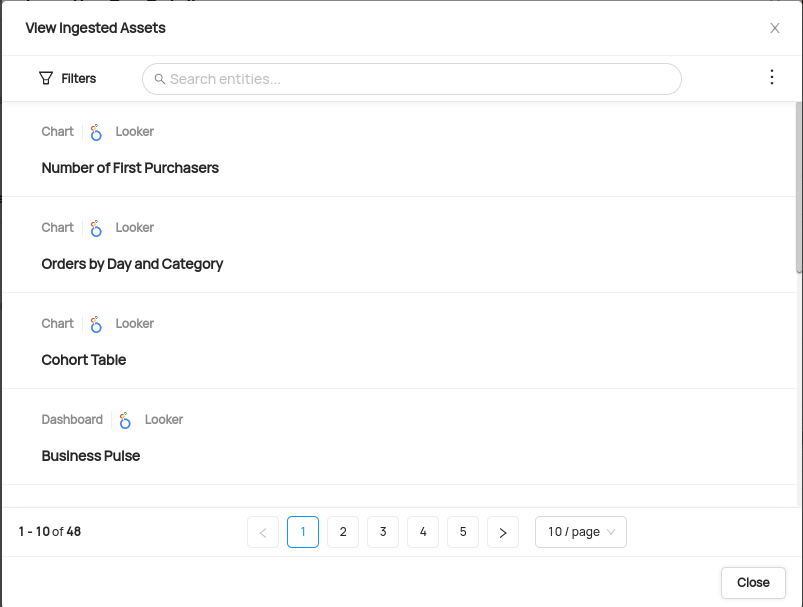 View Ingested Assets
Filters
Search entities...
Chart Looker
Number of First Purchasers
Chart Looker
Orders by Day and Category
Chart Looker
Cohort Table
Dashboard Looker
Business Pulse
1 - 10 of 48
1 2 3 4 5
10 / page
Close